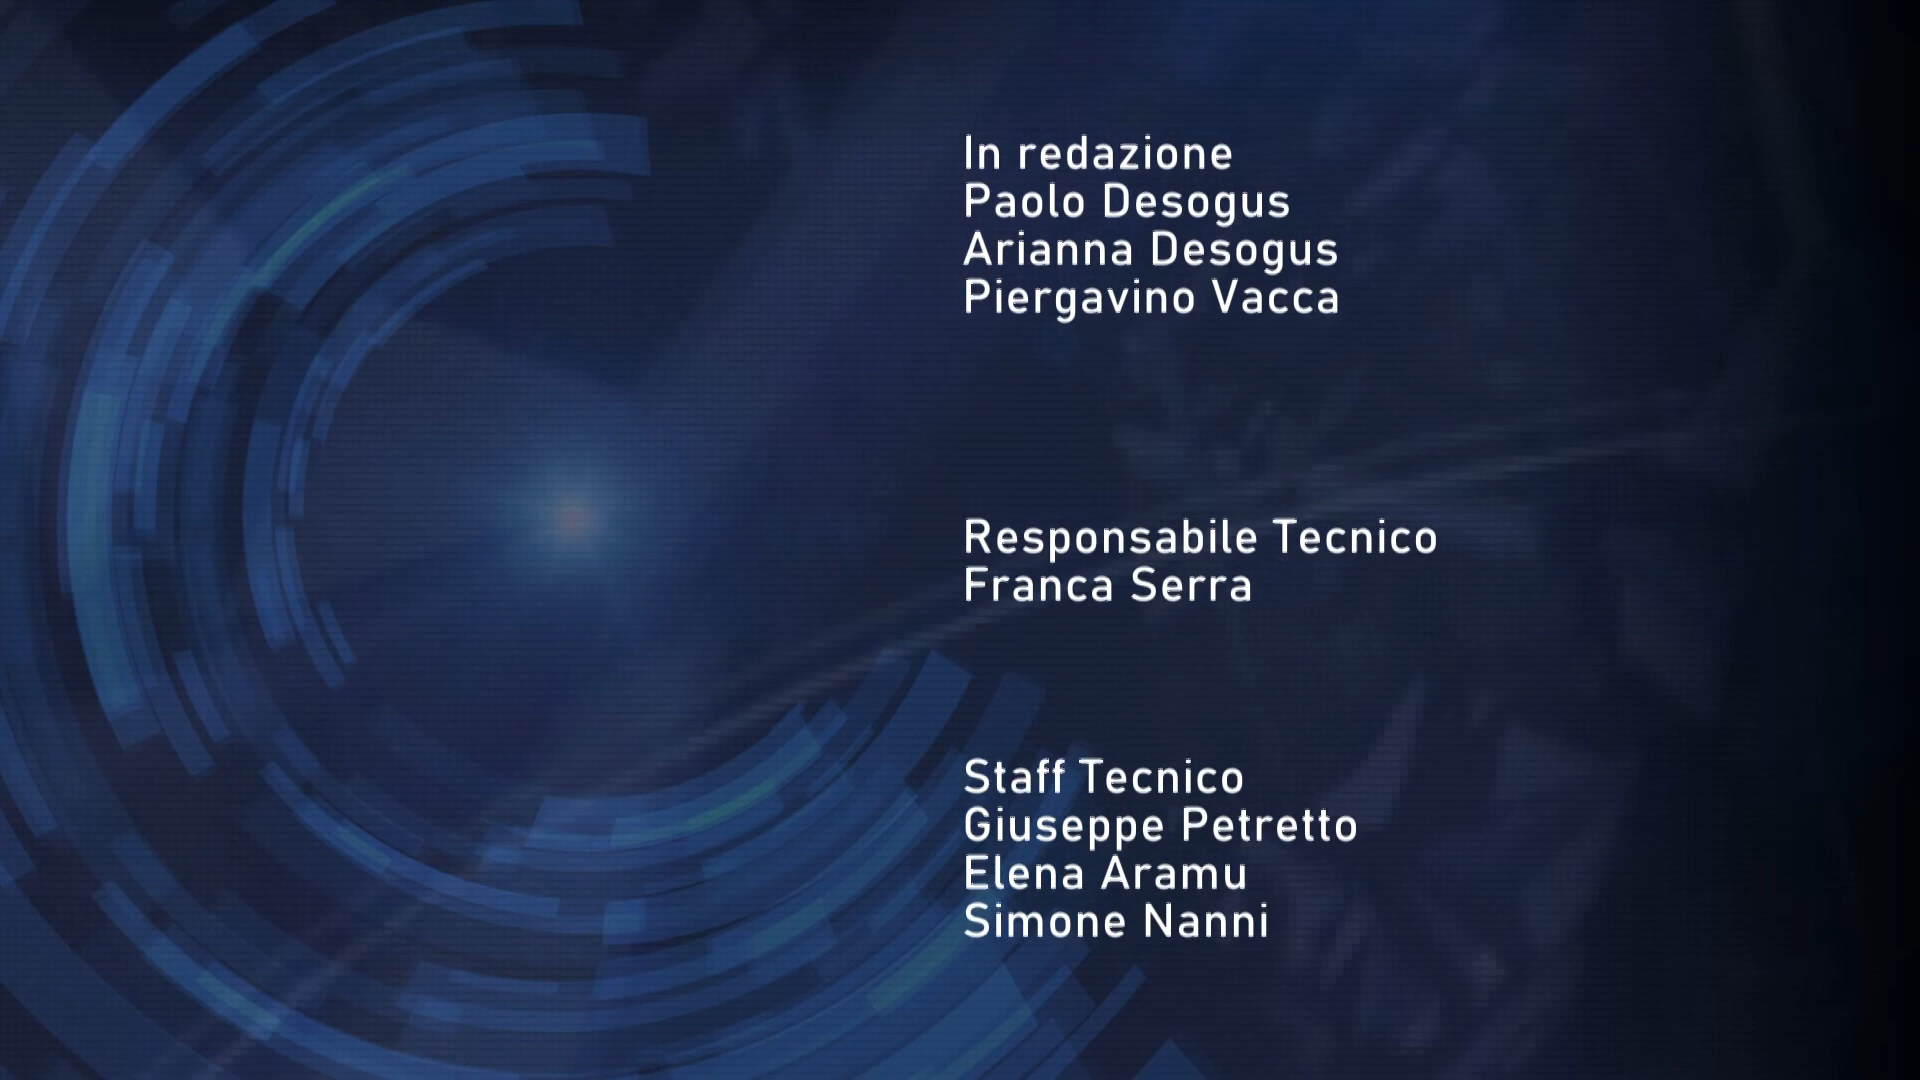 In redazione
Paolo Desogus
Arianna Desogus
Piergavino Vacca
Responsabile Tecnico
Franca Serra
Staff Tecnico
Giuseppe Petretto
Elena Aramu
Simone Nanni